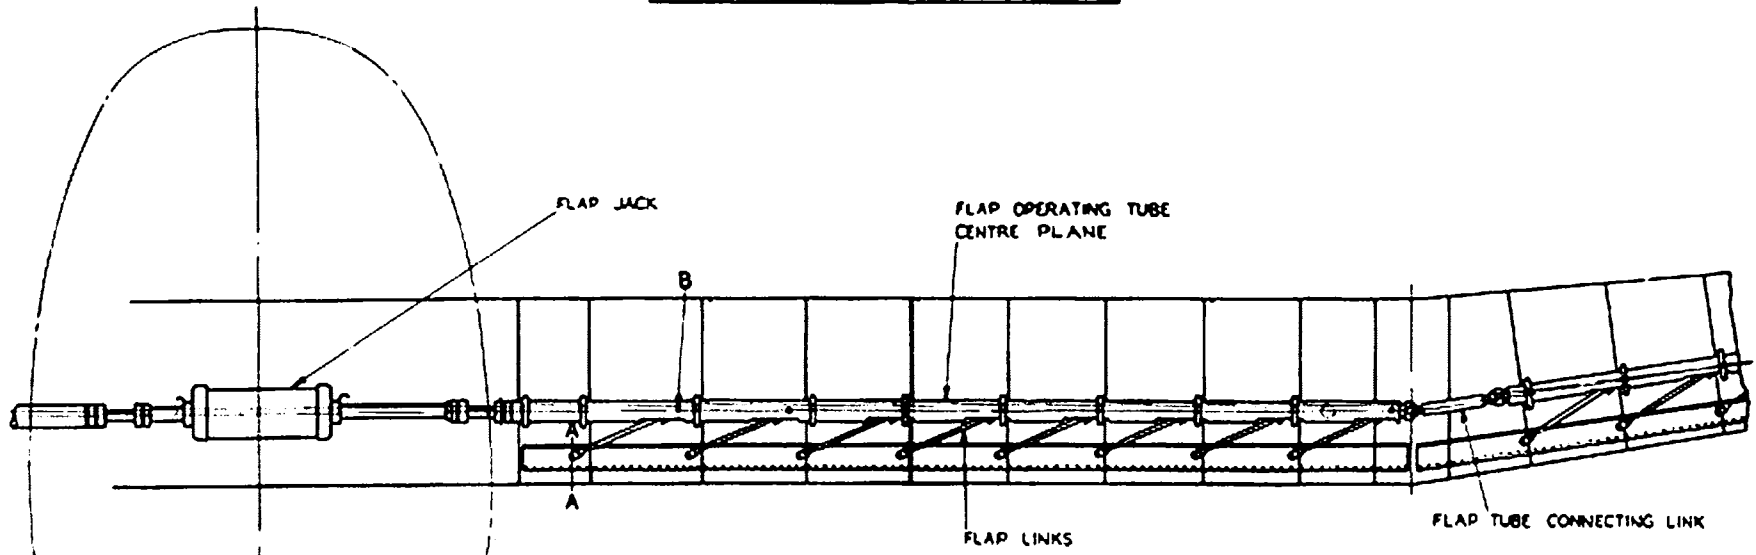 FLAP JACK
FLAP OPERATING TUBE
CENTRE PLANE
B
A
A
FLAP LINKS
FLAP TUBE CONNECTING LINK